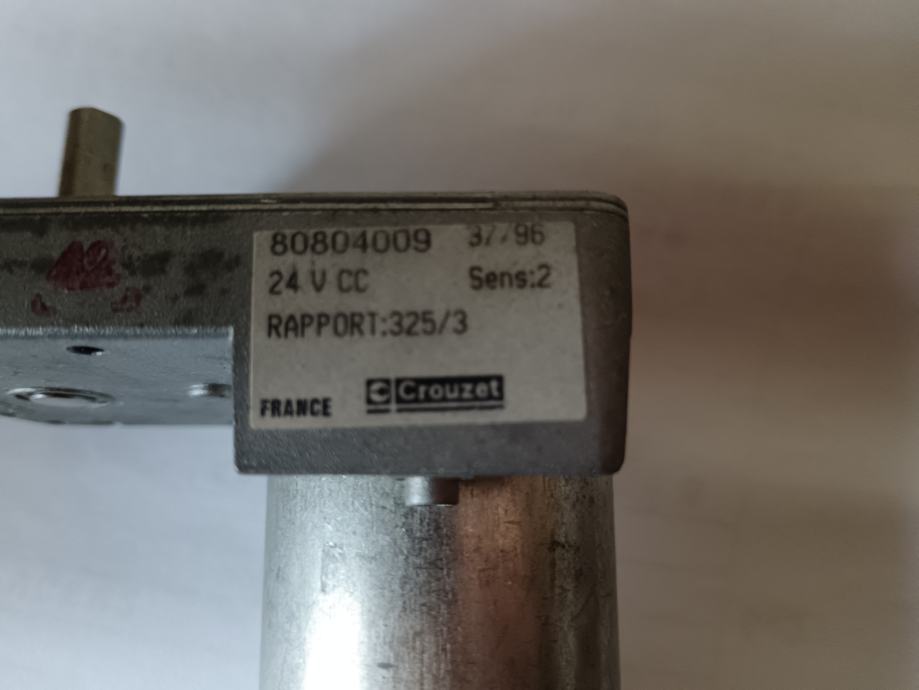 80804009 37/96
24 V CC Sens:2
RAPPORT:325/3
FRANCE Crouzet